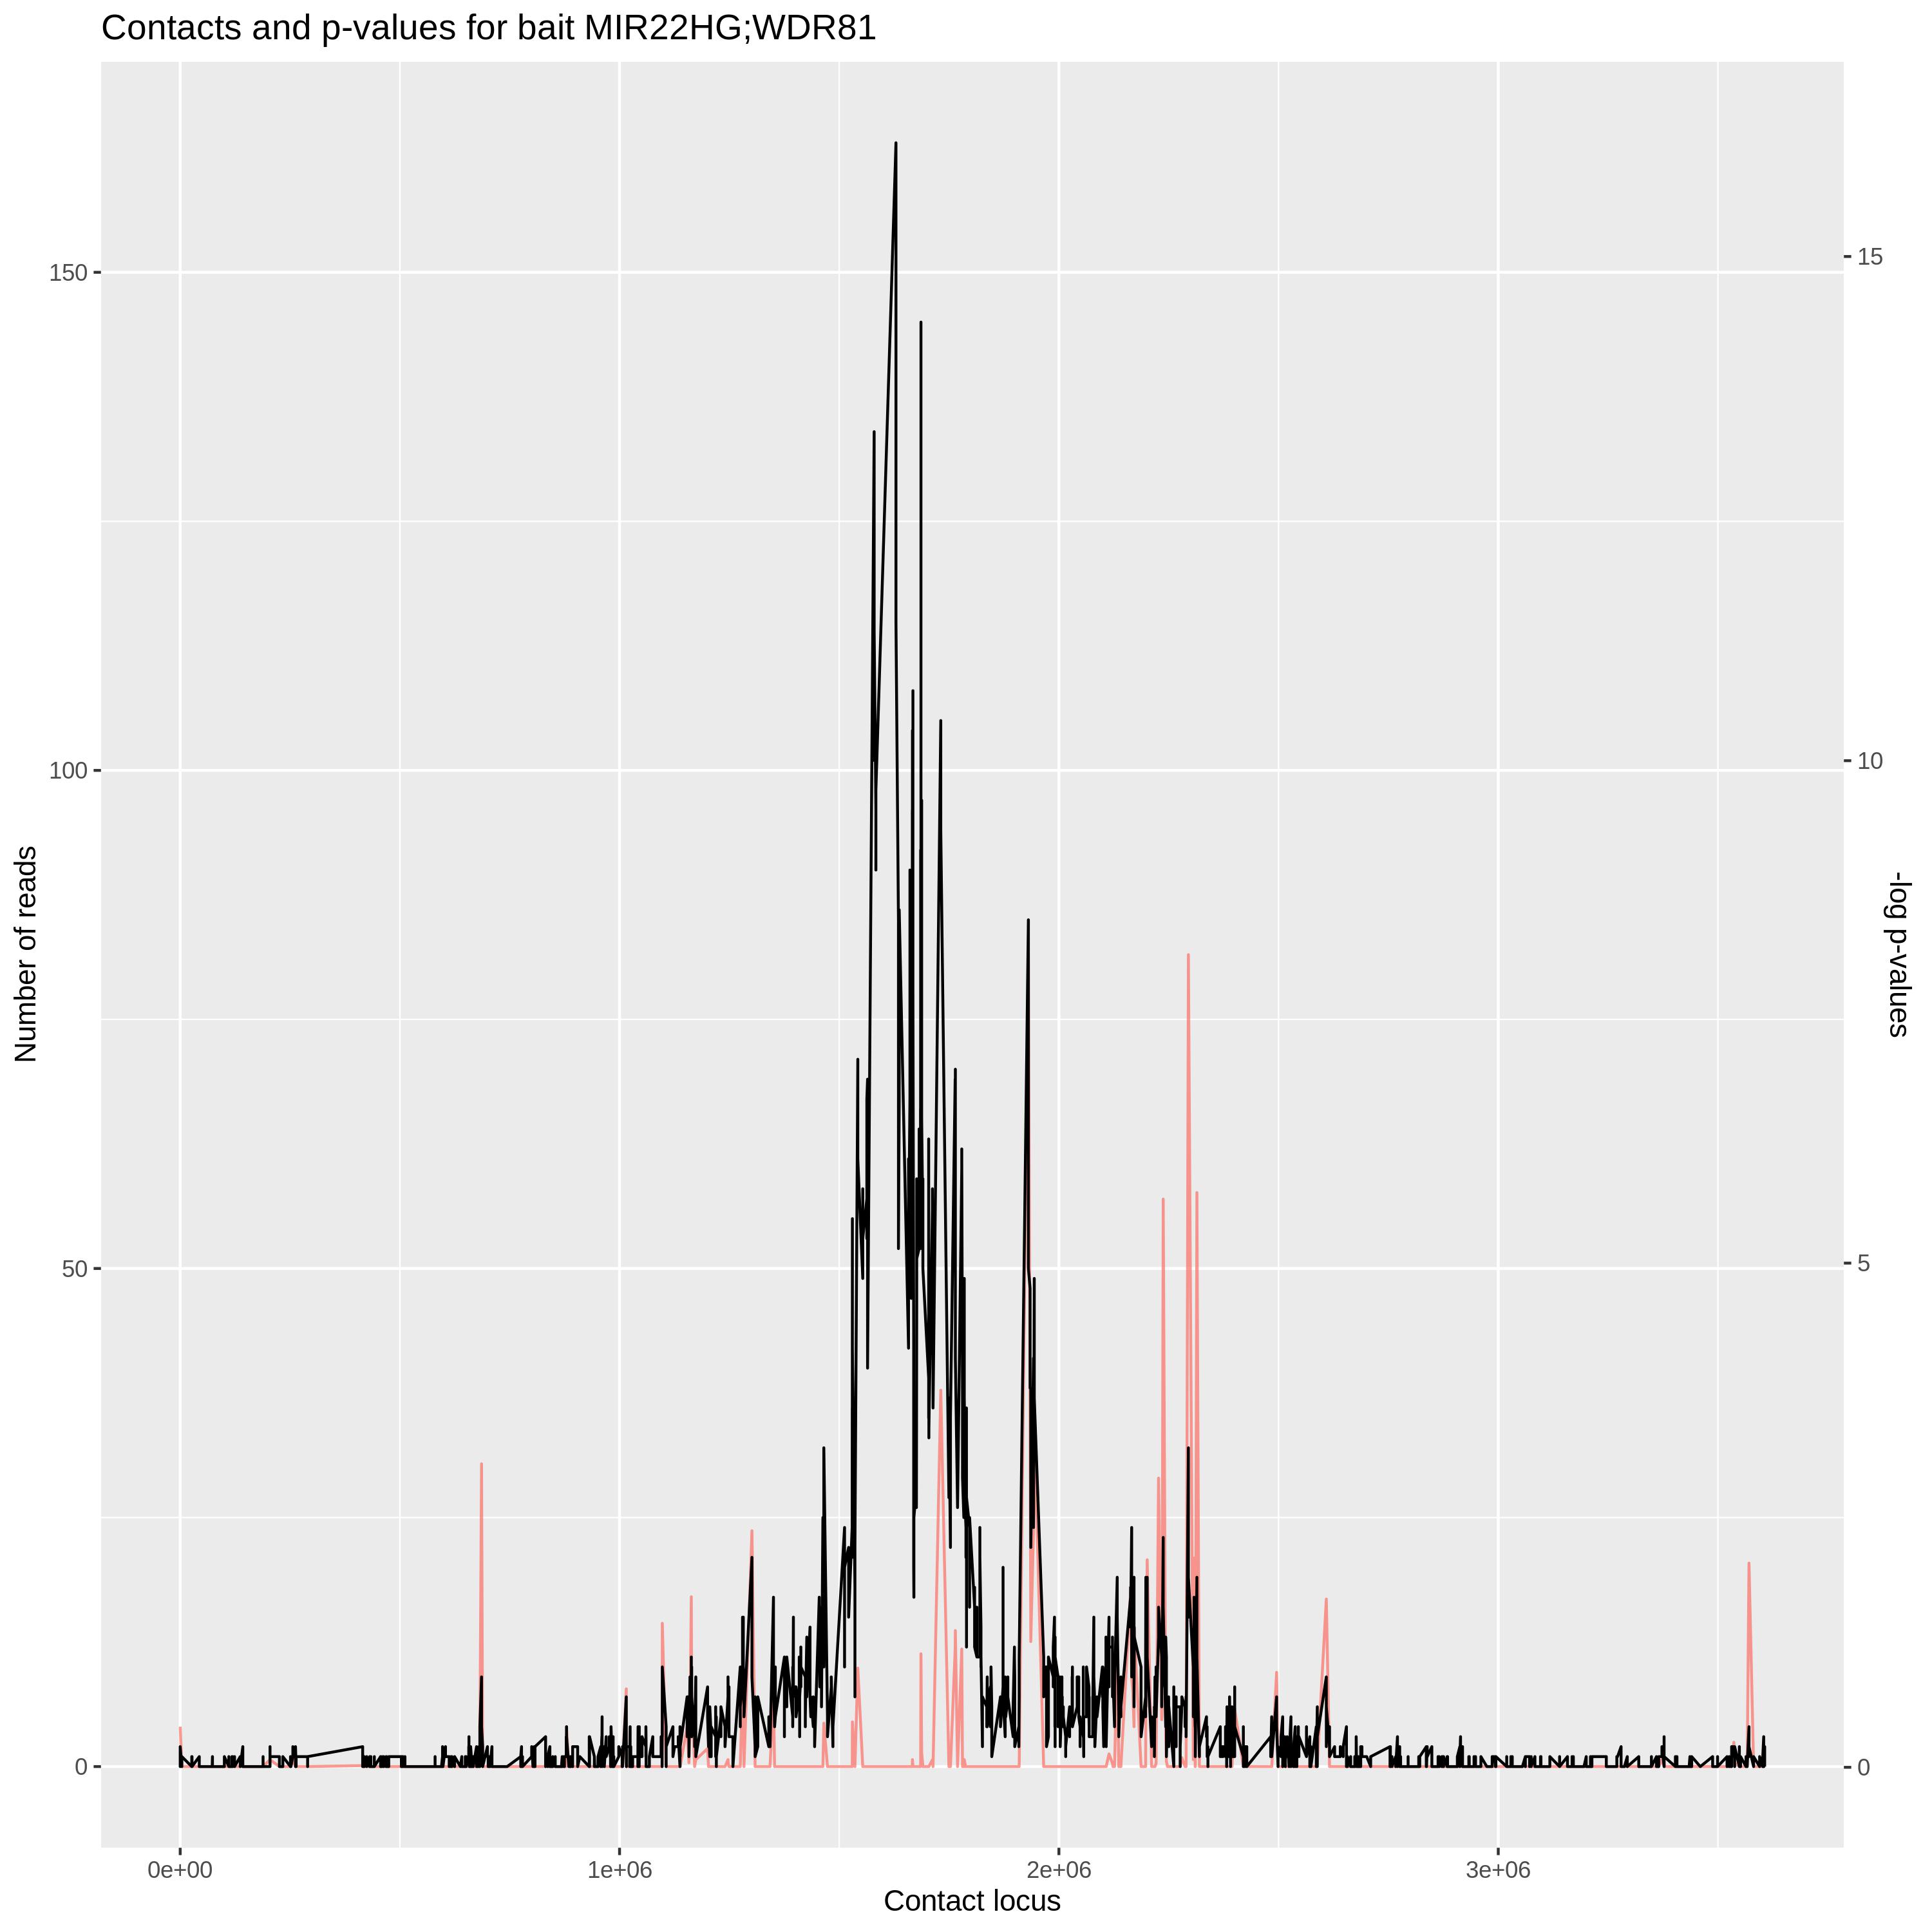 Contacts and p-values for bait MIR22HG;WDR81
Number of reads
150
100
50
0
15
10
5
0
-log p-values
0e+00 1e+06 2e+06 3e+06
Contact locus